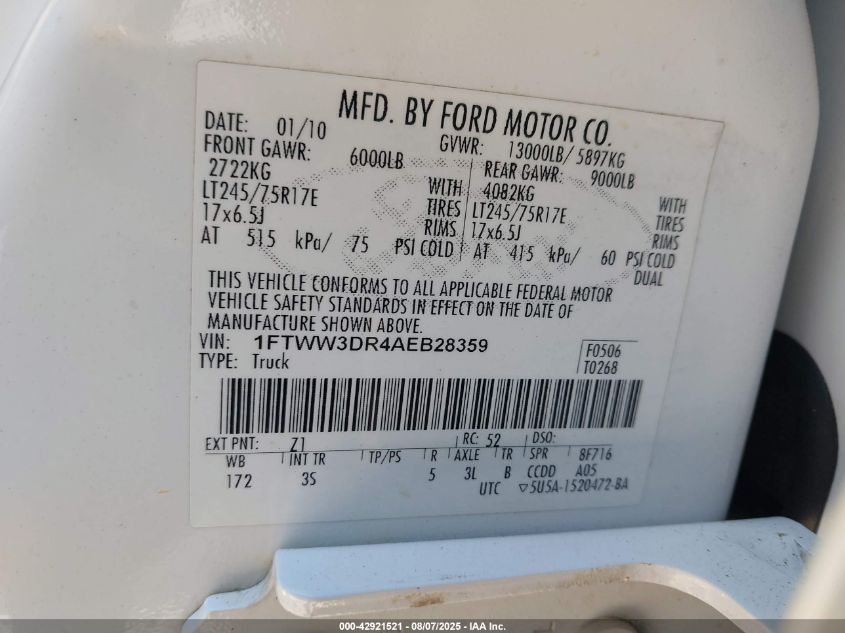 MFD. BY FORD MOTOR CO.
DATE: 01/10 GVWR: 13000LB/ 5897KG
FRONT GAWR: 6000LB REAR GAWR: 9000LB
2722KG WITH 4082KG WITH
LT245/75R17E TIRES LT245/75R17E TIRES
17x6.5J RIMS 17x6.5J RIMS
AT 515 kPa/ 75 PSI COLD AT 415 kPa/ 60 PSI COLD
DUAL
THIS VEHICLE CONFORMS TO ALL APPLICABLE FEDERAL MOTOR
VEHICLE SAFETY STANDARDS IN EFFECT ON THE DATE OF
MANUFACTURE SHOWN ABOVE.
VIN: 1FTWW3DR4AEB28359 F0506
TYPE: Truck T0268
EXT PNT: Z1 RC: 52 DSO:
WB INT TR TP/PS R AXLE TR SPR 8F716
172 3S 5 3L B CCDD A05
UTC ▽5U5A-1520472-BA
000-42921521 - 08/07/2025 - IAA Inc.